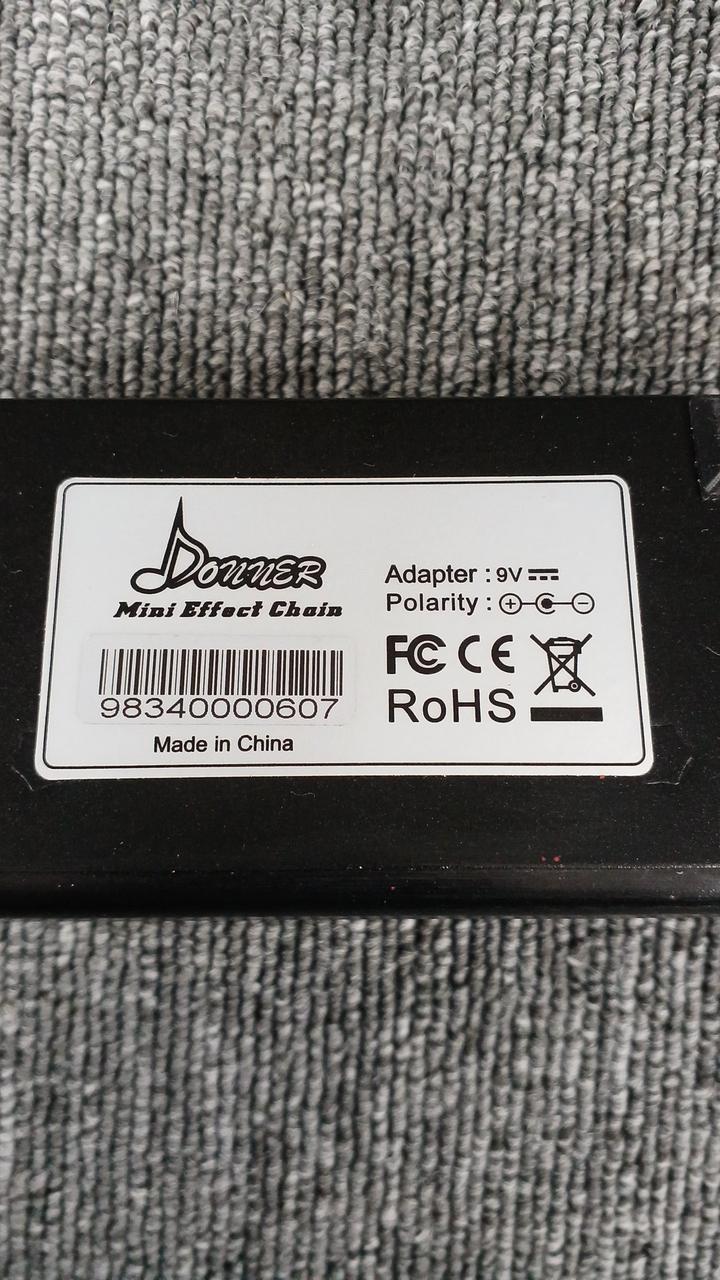 Donner
Mini Effect Chain
98340000607
Made in China
Adapter : 9V
Polarity :
FC CE
RoHS